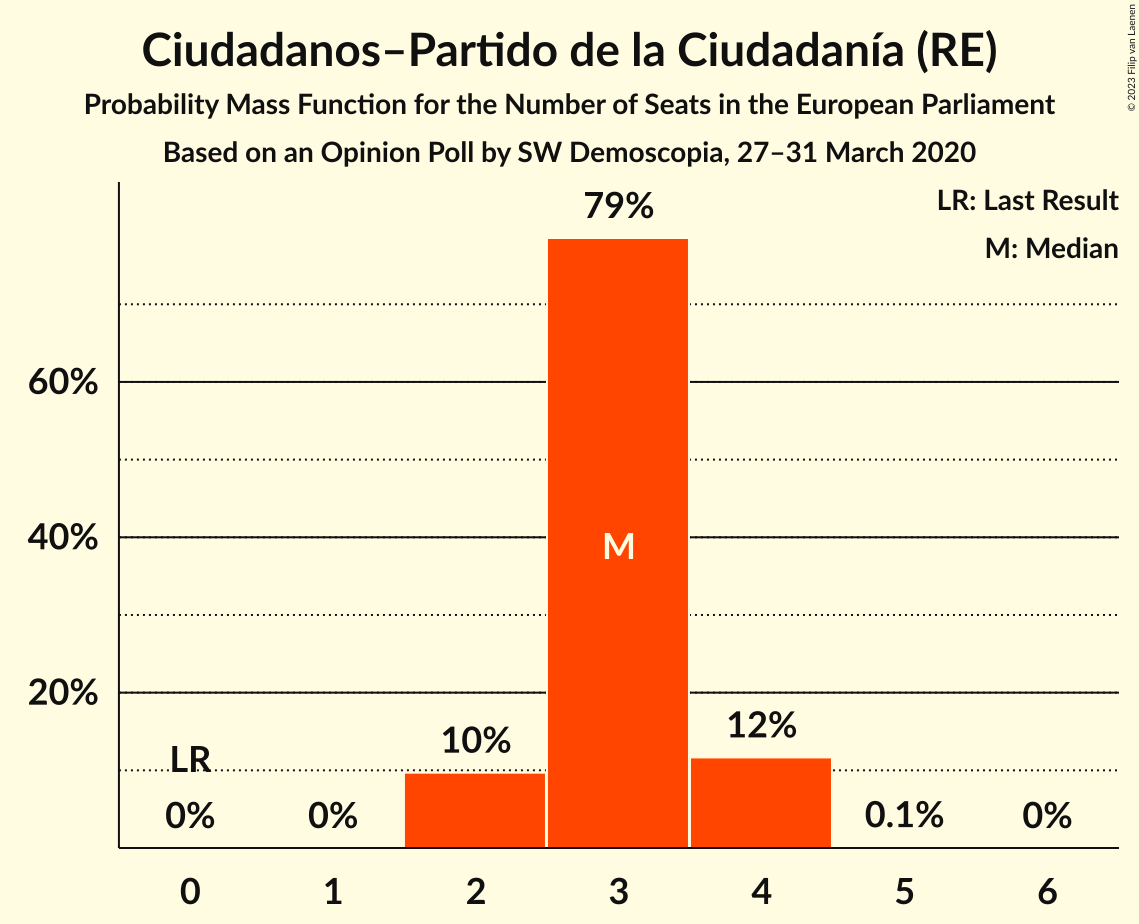 Ciudadanos–Partido de la Ciudadanía (RE)
Probability Mass Function for the Number of Seats in the European Parliament
Based on an Opinion Poll by SW Demoscopia, 27–31 March 2020
© 2023 Filip van Laenen
LR: Last Result
M: Median
79%
60%
40%
M
20%
12%
10%
LR
0%
0%
0.1%
0%
0
1
2
3
4
5
6